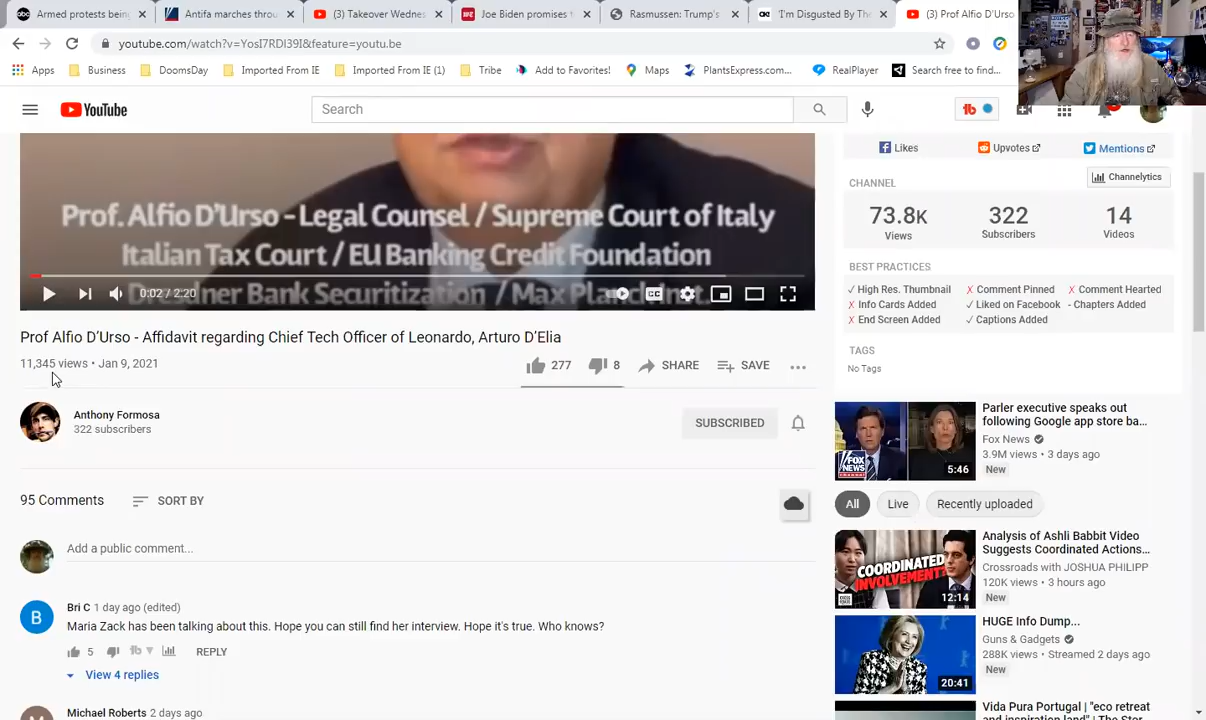 Armed protests being
Antifa marches throu
(3) Takeover Wednes
Joe Biden promises t
Rasmussen: Trump's
'I'm Disgusted By The
(3) Prof Alfio D'Urso
youtube.com/watch?v=YosI7RDI39I&feature=youtu.be
Apps
Business
DoomsDay
Imported From IE
Imported From IE (1)
Tribe
Add to Favorites!
Maps
PlantsExpress.com...
RealPlayer
Search free to find...
YouTube
Search
Prof. Alfio D'Urso - Legal Counsel / Supreme Court of Italy
Italian Tax Court / EU Banking Credit Foundation
Bank Securitization / Max
0:02 / 2:20
Prof Alfio D'Urso - Affidavit regarding Chief Tech Officer of Leonardo, Arturo D'Elia
11,345 views • Jan 9, 2021
277
8
SHARE
SAVE
Anthony Formosa
322 subscribers
SUBSCRIBED
95 Comments
SORT BY
Add a public comment...
B
Bri C 1 day ago (edited)
Maria Zack has been talking about this. Hope you can still find her interview. Hope it's true. Who knows?
5
REPLY
View 4 replies
Michael Roberts 2 days ago
Likes
Upvotes
Mentions
CHANNEL
Channelytics
73.8K
Views
322
Subscribers
14
Videos
BEST PRACTICES
✓ High Res. Thumbnail
✗ Comment Pinned
✗ Comment Hearted
✗ Info Cards Added
✓ Liked on Facebook
- Chapters Added
✗ End Screen Added
✓ Captions Added
TAGS
No Tags
FOX NEWS
5:46
Parler executive speaks out
following Google app store ba...
Fox News
3.9M views • 3 days ago
New
All
Live
Recently uploaded
COORDINATED
INVOLVEMENT?
12:14
Analysis of Ashli Babbit Video
Suggests Coordinated Actions...
Crossroads with JOSHUA PHILIPP
120K views • 3 hours ago
New
20:41
HUGE Info Dump...
Guns & Gadgets
288K views • Streamed 2 days ago
New
Vida Pura Portugal | "eco retreat